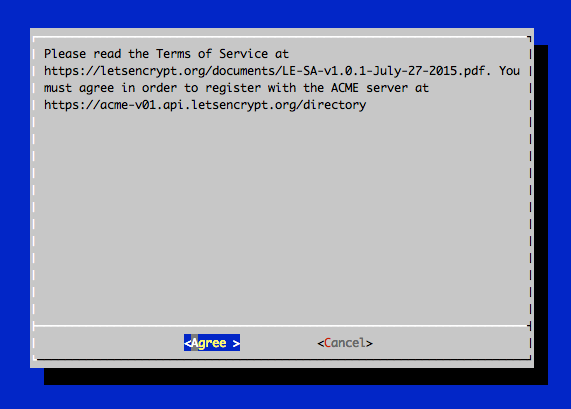 Please read the Terms of Service at
https://letsencrypt.org/documents/LE-SA-v1.0.1-July-27-2015.pdf. You
must agree in order to register with the ACME server at
https://acme-v01.api.letsencrypt.org/directory
<Agree > <Cancel>